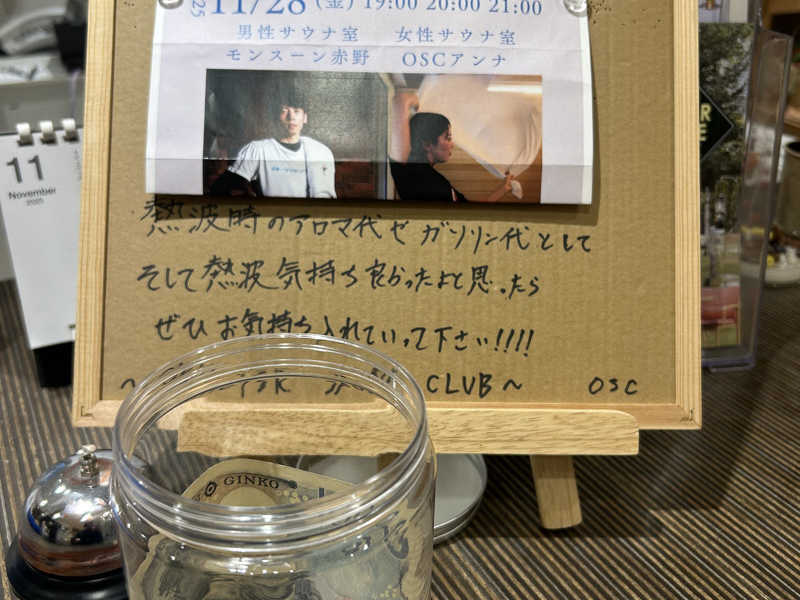 2025 11/28 (金) 19:00 20:00 21:00
男性サウナ室 女性サウナ室
モンスーン赤野 OSCアンナ
11
November
2025
熱波時のアロマ代ゼガソリン代として
そして熱波気持ち良かったよと思ったら
ぜひお気持ち入れていって下さい!!!!
CLUB~ OSC
GINKO